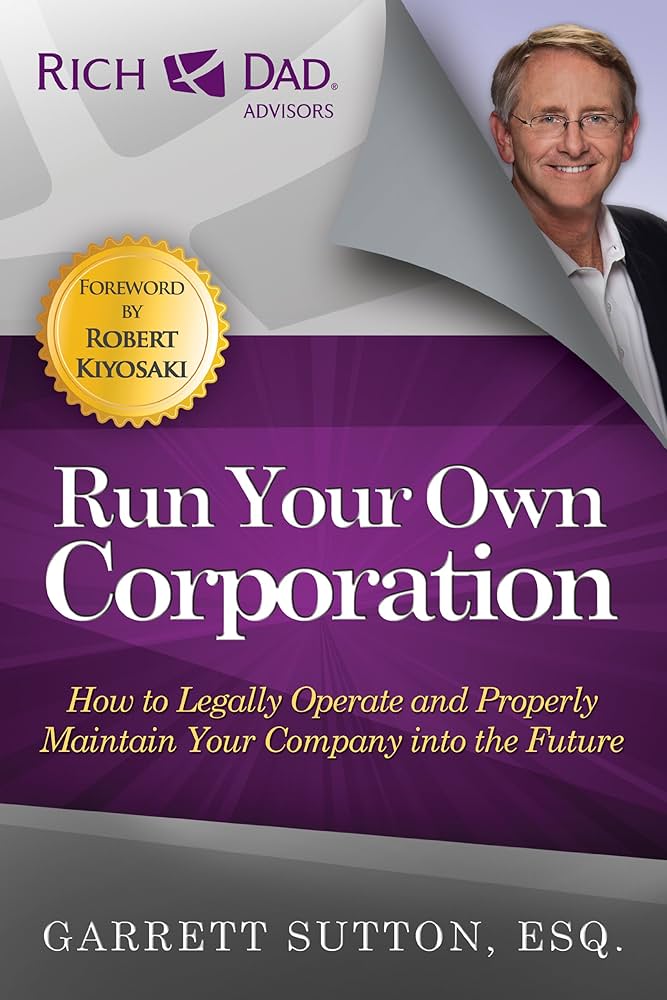 RICH DAD®
ADVISORS
FOREWORD
BY
ROBERT
KIYOSAKI
Run Your Own
Corporation
How to Legally Operate and Properly
Maintain Your Company into the Future
GARRETT SUTTON, ESQ.